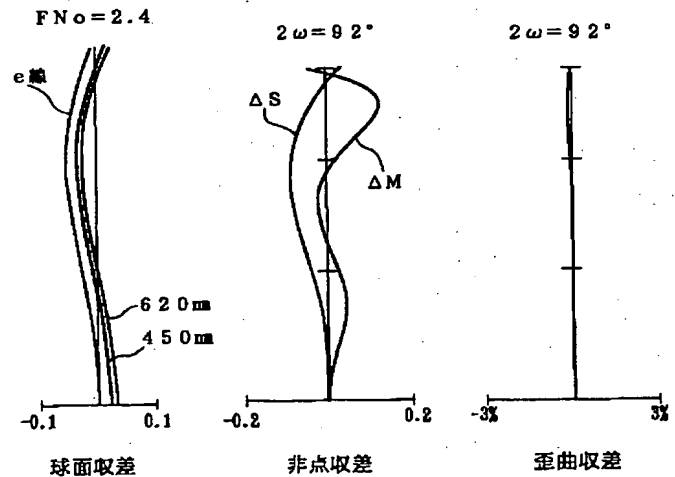 FNo=2.4
e線
620nm
450nm
-0.1
0.1
球面収差
2ω=92°
ΔS
ΔM
-0.2
0.2
非点収差
2ω=92°
-3%
3%
歪曲収差